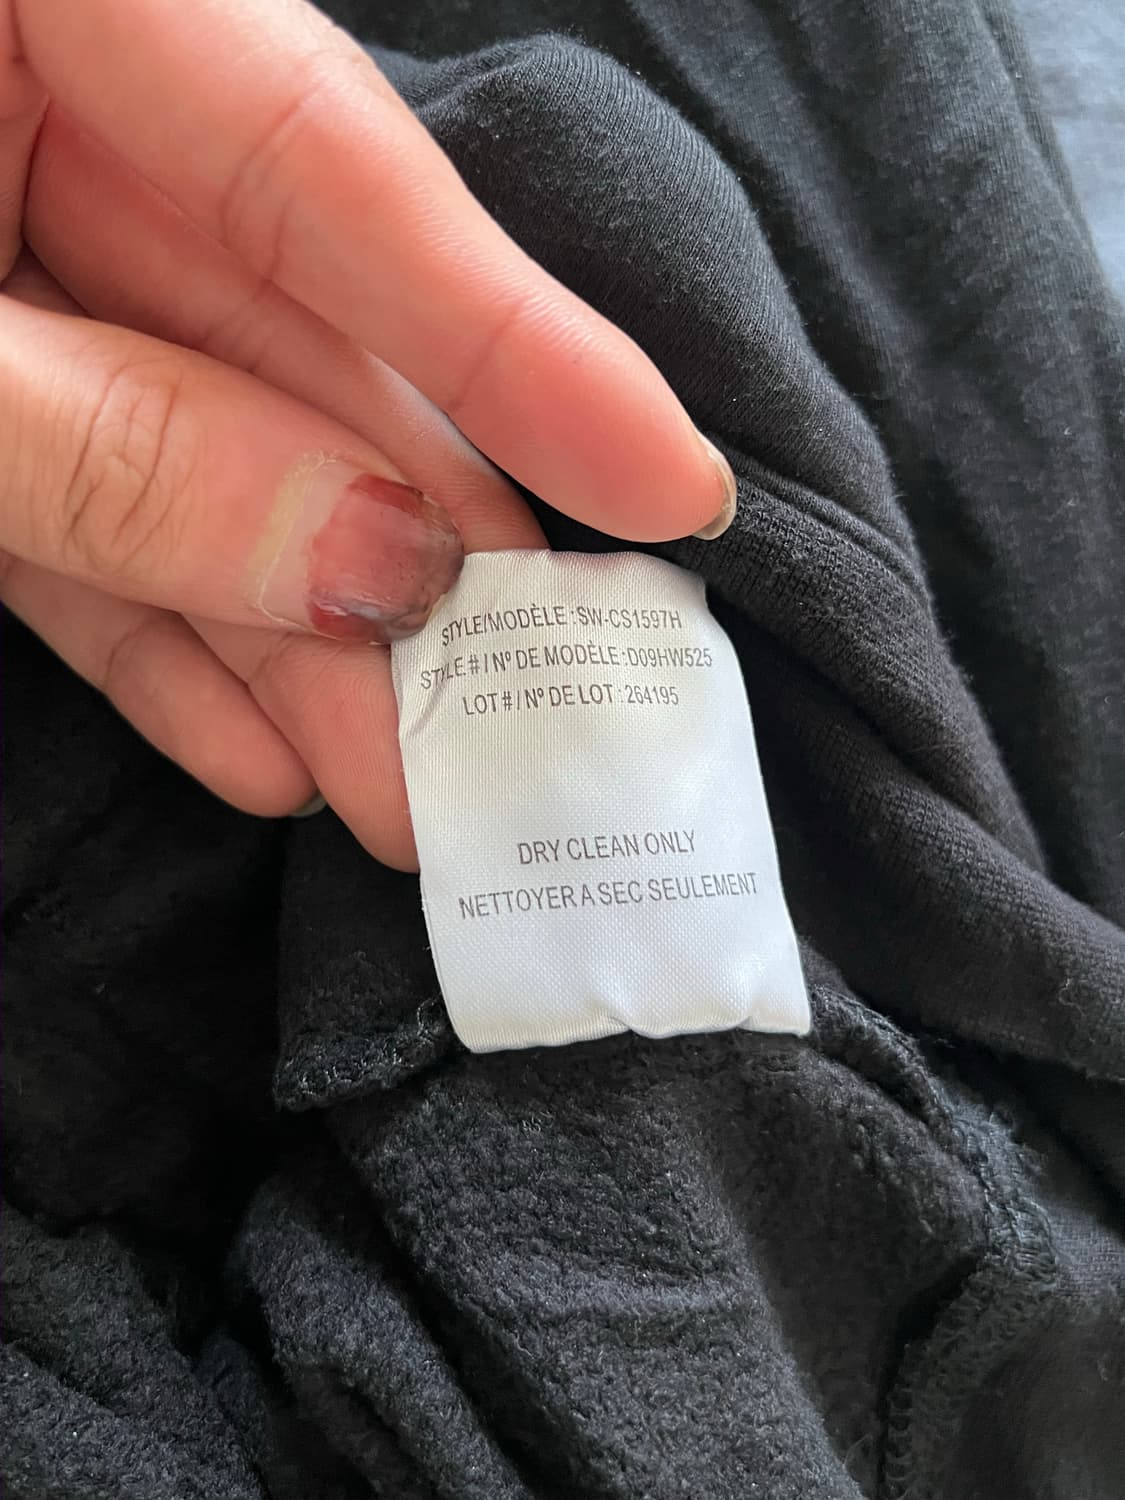 STYLE/MODÈLE :SW-CS1597H
STYLE # / Nº DE MODÈLE :D09HW525
LOT # / Nº DE LOT : 264195
DRY CLEAN ONLY
NETTOYER A SEC SEULEMENT